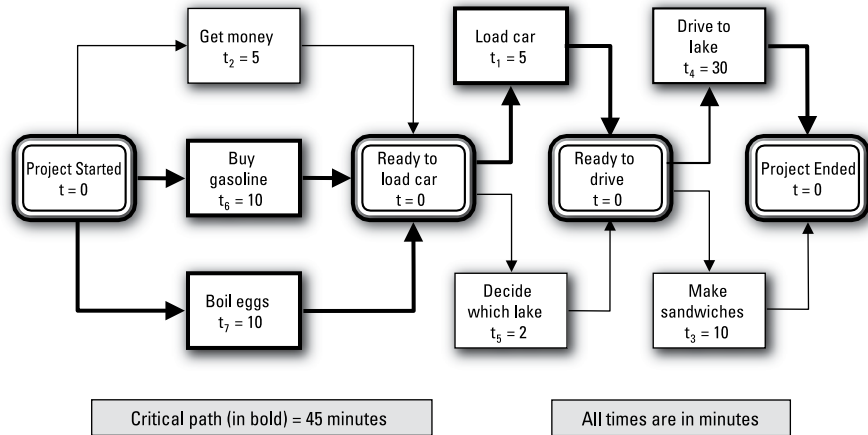 Get money
t₂ = 5
Load car
t₁ = 5
Drive to
lake
t₄ = 30
Project Started
t = 0
Buy
gasoline
t₆ = 10
Ready to
load car
t = 0
Ready to
drive
t = 0
Project Ended
t = 0
Boil eggs
t₇ = 10
Decide
which lake
t₅ = 2
Make
sandwiches
t₃ = 10
Critical path (in bold) = 45 minutes
All times are in minutes